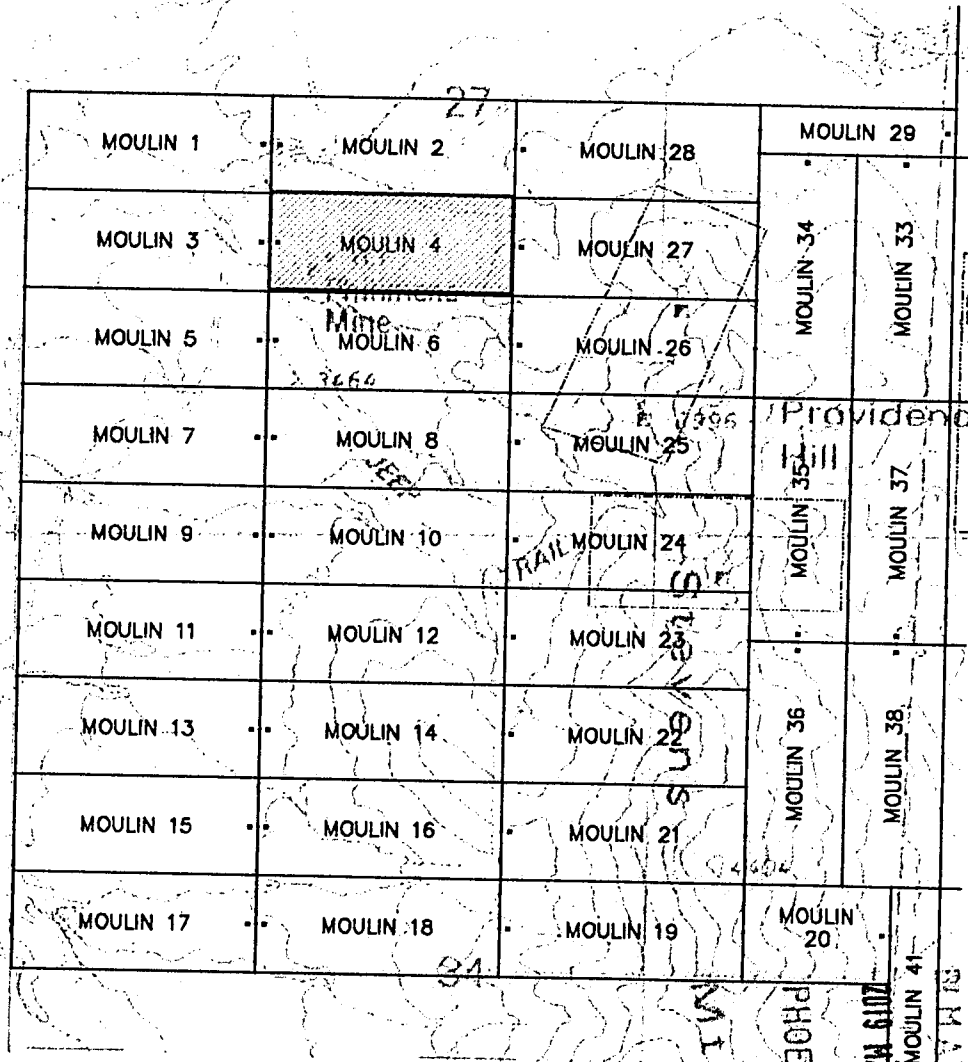 27
MOULIN 1
MOULIN 2
MOULIN 28
MOULIN 29
MOULIN 3
MOULIN 4
MOULIN 27
MOULIN 34
MOULIN 33
Mine
MOULIN 5
MOULIN 6
MOULIN 26
3464
MOULIN 7
MOULIN 8
MOULIN 25
Providenc
Hill
JEEP
MOULIN 35
MOULIN 37
MOULIN 9
MOULIN 10
TRAIL
MOULIN 24
MOULIN 11
MOULIN 12
MOULIN 23
Stevens
MOULIN 13
MOULIN 14
MOULIN 22
MOULIN 36
MOULIN 38
MOULIN 15
MOULIN 16
MOULIN 21
MOULIN 17
MOULIN 18
MOULIN 19
MOULIN
20
MOULIN 41
34
MI
PHOE